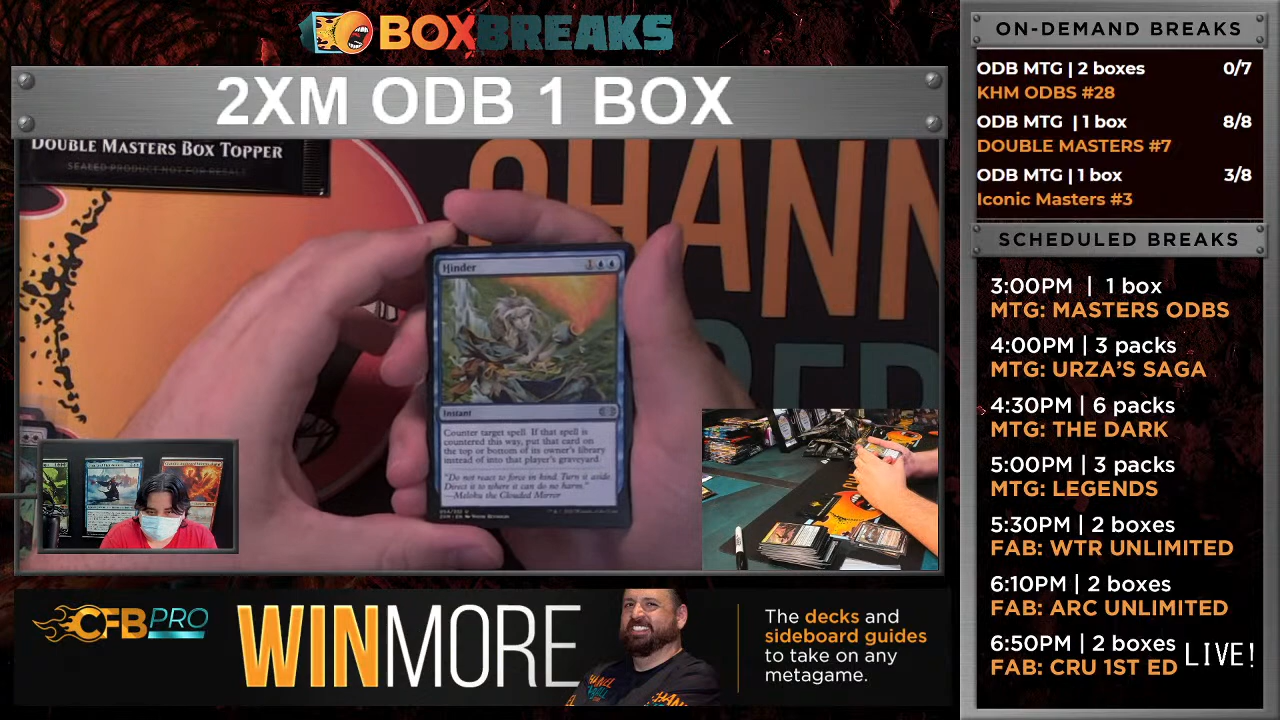 BOXBREAKS
2XM ODB 1 BOX
DOUBLE MASTERS BOX TOPPER
SEALED PRODUCT NOT FOR RESALE
Hinder
1
Instant
Counter target spell. If that spell is
countered this way, put that card on
the top or bottom of its owner's library
instead of into that player's graveyard.
"Do not react to force in kind. Turn it aside.
Direct it to where it can do no harm."
—Meloku the Clouded Mirror
CFBPRO
WINMORE
The decks and
sideboard guides
to take on any
metagame.
ON-DEMAND BREAKS
ODB MTG | 2 boxes 0/7
KHM ODBS #28
ODB MTG | 1 box 8/8
DOUBLE MASTERS #7
ODB MTG | 1 box 3/8
Iconic Masters #3
SCHEDULED BREAKS
3:00PM | 1 box
MTG: MASTERS ODBS
4:00PM | 3 packs
MTG: URZA'S SAGA
4:30PM | 6 packs
MTG: THE DARK
5:00PM | 3 packs
MTG: LEGENDS
5:30PM | 2 boxes
FAB: WTR UNLIMITED
6:10PM | 2 boxes
FAB: ARC UNLIMITED
6:50PM | 2 boxes
FAB: CRU 1ST ED
LIVE!